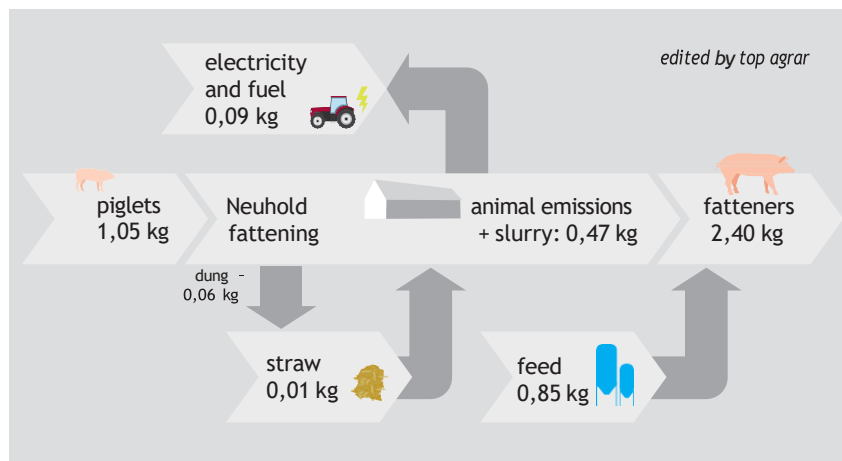 electricity
and fuel
0,09 kg
edited by top agrar
piglets
1,05 kg
Neuhold
fattening
animal emissions
+ slurry: 0,47 kg
fatteners
2,40 kg
dung –
0,06 kg
straw
0,01 kg
feed
0,85 kg